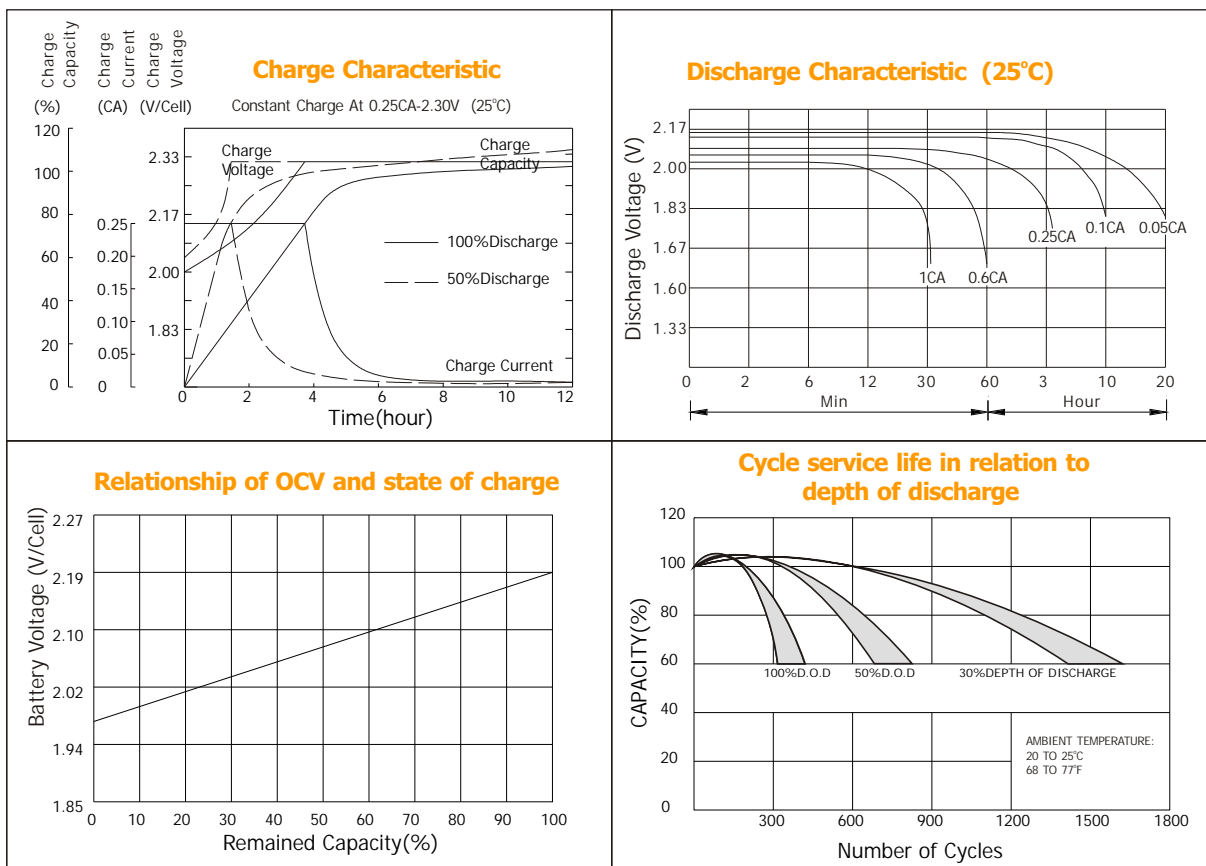 Charge Capacity
Charge Current
Charge Voltage
(%)
(CA)
(V/Cell)
Charge Characteristic
Constant Charge At 0.25CA-2.30V (25°C)
120
100
80
60
40
20
0
0.25
0.20
0.15
0.10
0.05
0
2.33
2.17
2.00
1.83
Charge
Voltage
Charge
Capacity
100%Discharge
50%Discharge
Charge Current
0 2 4 6 8 10 12
Time(hour)
Discharge Characteristic (25°C)
Discharge Voltage (V)
2.17
2.00
1.83
1.67
1.60
1.33
1CA
0.6CA
0.25CA
0.1CA
0.05CA
0 2 6 12 30 60 3 10 20
Min
Hour
Relationship of OCV and state of charge
Battery Voltage (V/Cell)
2.27
2.19
2.10
2.02
1.94
1.85
0 10 20 30 40 50 60 70 80 90 100
Remained Capacity(%)
Cycle service life in relation to
depth of discharge
CAPACITY(%)
120
100
80
60
40
20
0
100%D.O.D
50%D.O.D
30%DEPTH OF DISCHARGE
AMBIENT TEMPERATURE:
20 TO 25°C
68 TO 77°F
300 600 900 1200 1500 1800
Number of Cycles